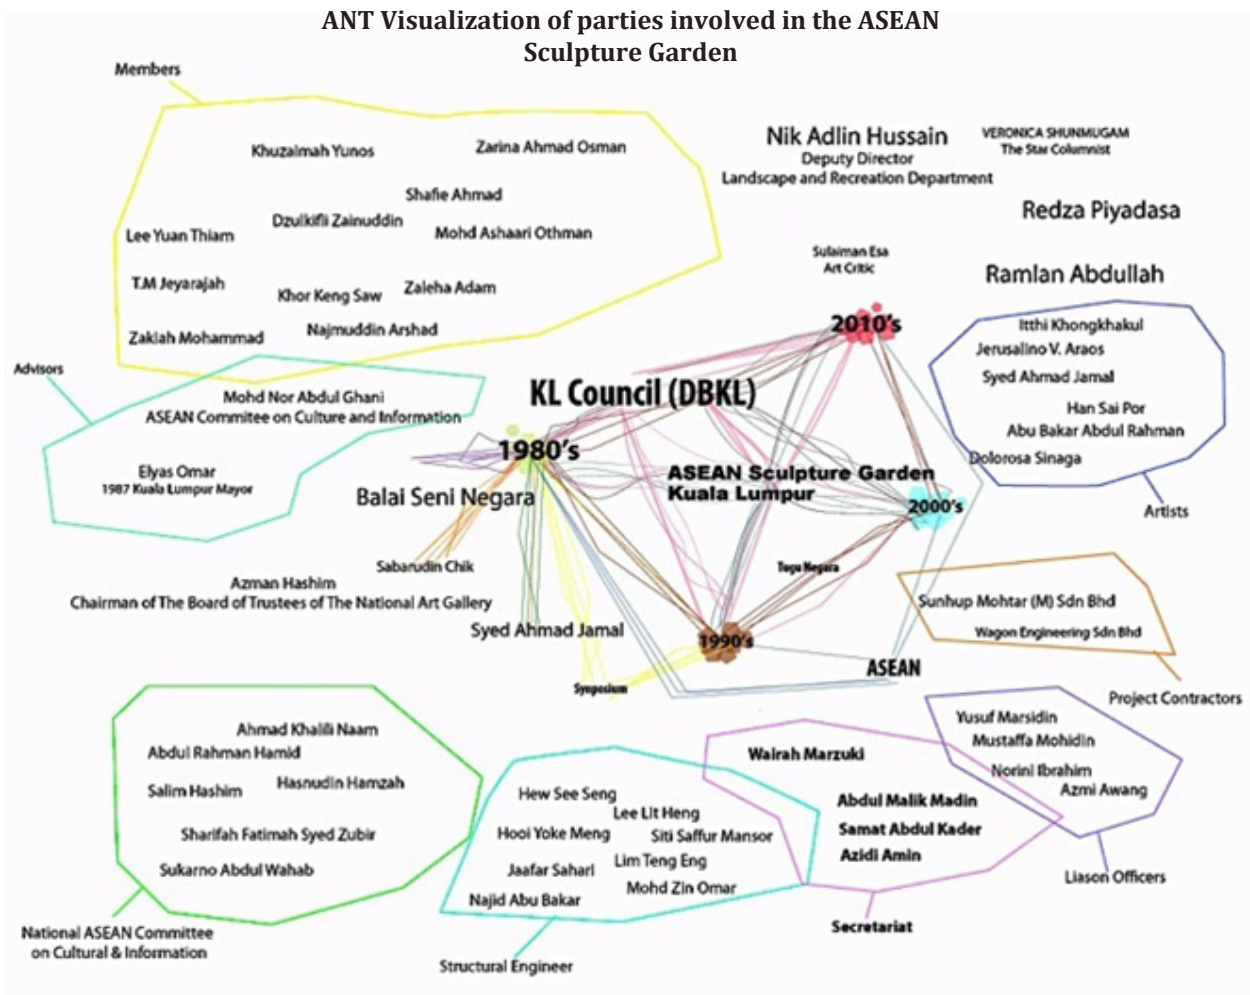 ANT Visualization of parties involved in the ASEAN
Sculpture Garden
Members
Khuzaimah Yunos
Zarina Ahmad Osman
Shafie Ahmad
Dzulkifli Zainuddin
Lee Yuan Thiam
Mohd Ashaari Othman
T.M Jeyarajah
Khor Keng Saw
Zaleha Adam
Zakiah Mohammad
Najmuddin Arshad
Nik Adlin Hussain
Deputy Director
Landscape and Recreation Department
VERONICA SHUNMUGAM
The Star Columnist
Redza Piyadasa
Sulaiman Esa
Art Critic
Ramlan Abdullah
2010's
Itthi Khongkhakul
Jerusalino V. Araos
Syed Ahmad Jamal
Han Sai Por
Abu Bakar Abdul Rahman
Dolorosa Sinaga
Artists
Advisors
Mohd Nor Abdul Ghani
ASEAN Commitee on Culture and Information
Elyas Omar
1987 Kuala Lumpur Mayor
KL Council (DBKL)
1980's
ASEAN Sculpture Garden
Kuala Lumpur
Balai Seni Negara
2000's
Sabarudin Chik
Tugu Negara
Azman Hashim
Chairman of The Board of Trustees of The National Art Gallery
Syed Ahmad Jamal
1990's
Synposium
ASEAN
Sunhup Mohtar (M) Sdn Bhd
Wagon Engineering Sdn Bhd
Project Contractors
Ahmad Khalili Naam
Abdul Rahman Hamid
Salim Hashim
Hasnudin Hamzah
Sharifah Fatimah Syed Zubir
Sukarno Abdul Wahab
National ASEAN Committee
on Cultural & Information
Hew See Seng
Lee Lit Heng
Hooi Yoke Meng
Siti Saffur Mansor
Jaafar Saharl
Lim Teng Eng
Mohd Zin Omar
Najid Abu Bakar
Structural Engineer
Wairah Marzuki
Abdul Malik Madin
Samat Abdul Kader
Azidi Amin
Secretariat
Yusuf Marsidin
Mustaffa Mohidin
Norini Ibrahim
Azmi Awang
Liason Officers